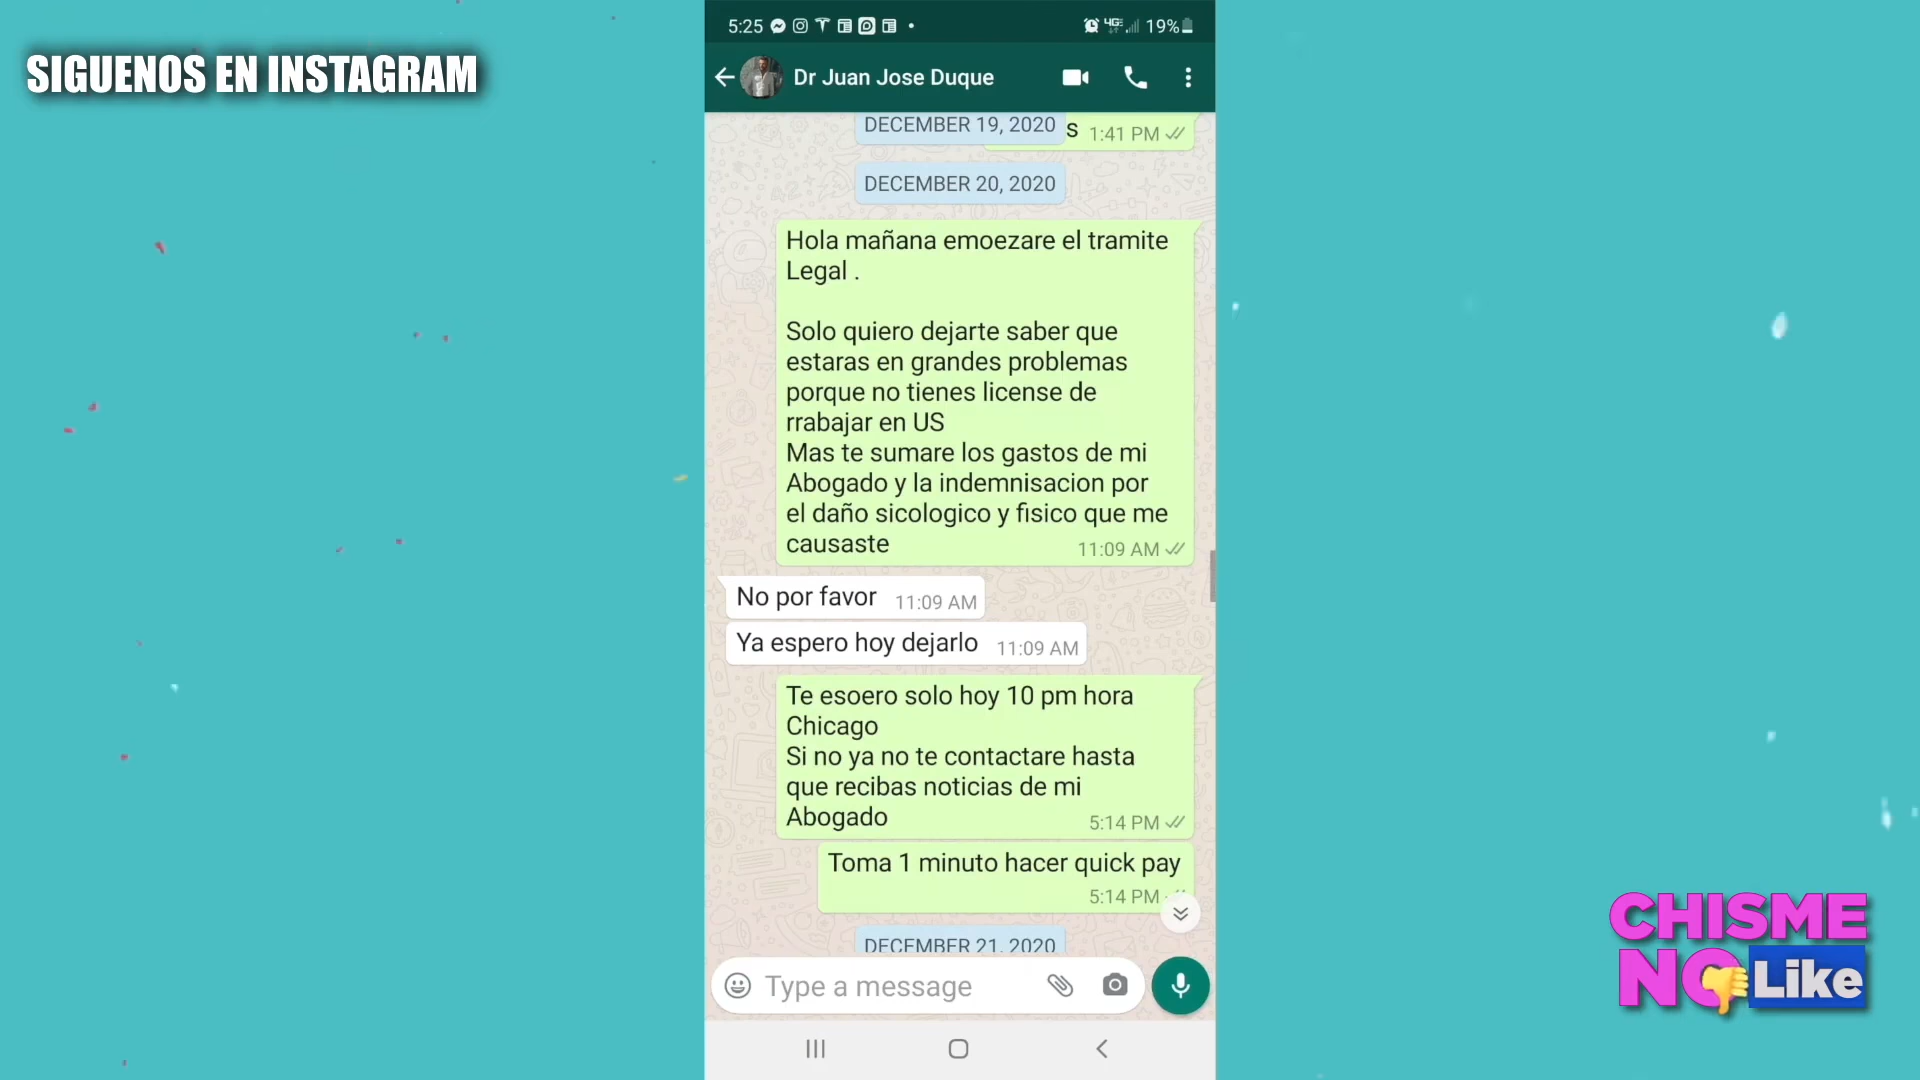 SIGUENOS EN INSTAGRAM
5:25
4GE
19%
Dr Juan Jose Duque
DECEMBER 19, 2020
s 1:41 PM
DECEMBER 20, 2020
Hola mañana emoezare el tramite
Legal .
Solo quiero dejarte saber que
estaras en grandes problemas
porque no tienes license de
rrabajar en US
Mas te sumare los gastos de mi
Abogado y la indemnisacion por
el daño sicologico y fisico que me
causaste 11:09 AM
No por favor 11:09 AM
Ya espero hoy dejarlo 11:09 AM
Te esoero solo hoy 10 pm hora
Chicago
Si no ya no te contactare hasta
que recibas noticias de mi
Abogado 5:14 PM
Toma 1 minuto hacer quick pay
5:14 PM
DECEMBER 21, 2020
Type a message
CHISME
NO Like